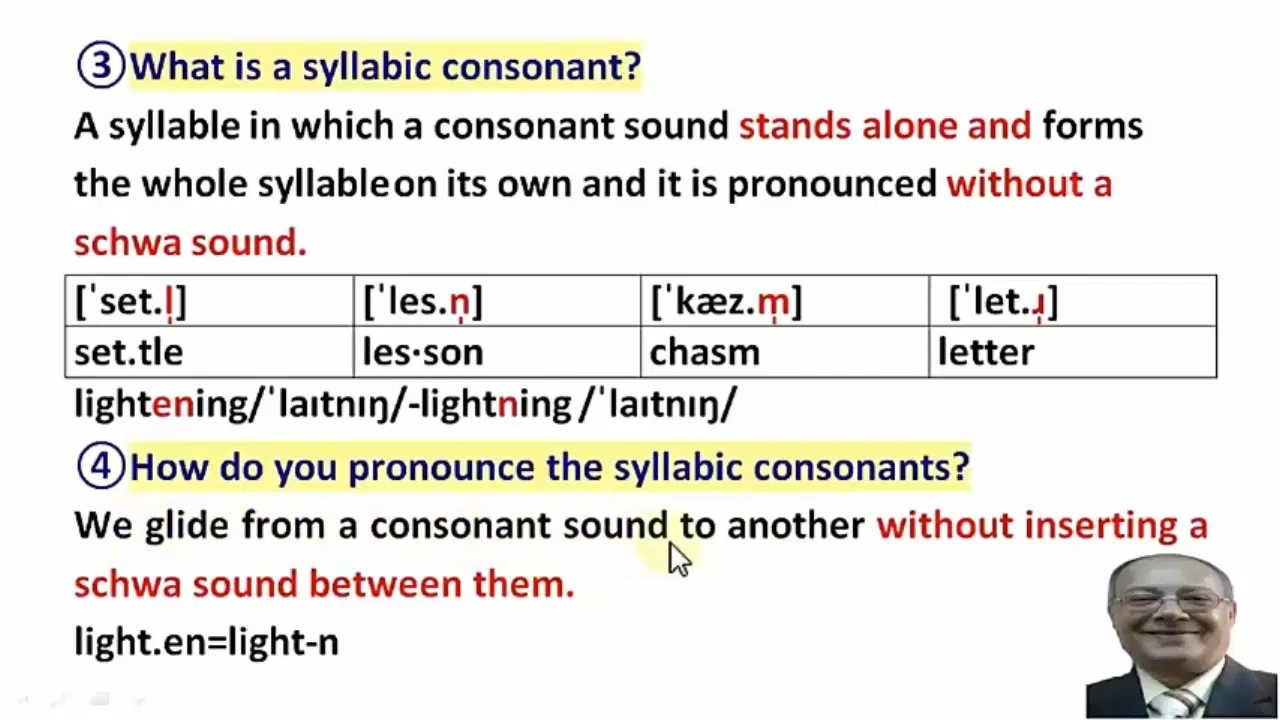 ③What is a syllabic consonant?
A syllable in which a consonant sound stands alone and forms
the whole syllable on its own and it is pronounced without a
schwa sound.
[ˈset.l̩] [ˈles.n̩] [ˈkæz.m̩] [ˈlet.ɹ̩]
set.tle les·son chasm letter
lightening/ˈlaɪtnɪŋ/-lightning /ˈlaɪtnɪŋ/
④How do you pronounce the syllabic consonants?
We glide from a consonant sound to another without inserting a
schwa sound between them.
light.en=light-n